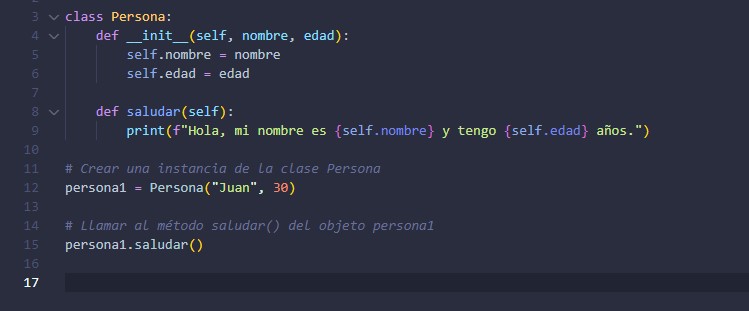 3 class Persona:
4 def __init__(self, nombre, edad):
5 self.nombre = nombre
6 self.edad = edad
7
8 def saludar(self):
9 print(f"Hola, mi nombre es {self.nombre} y tengo {self.edad} años.")
10
11 # Crear una instancia de la clase Persona
12 persona1 = Persona("Juan", 30)
13
14 # Llamar al método saludar() del objeto persona1
15 persona1.saludar()
16
17